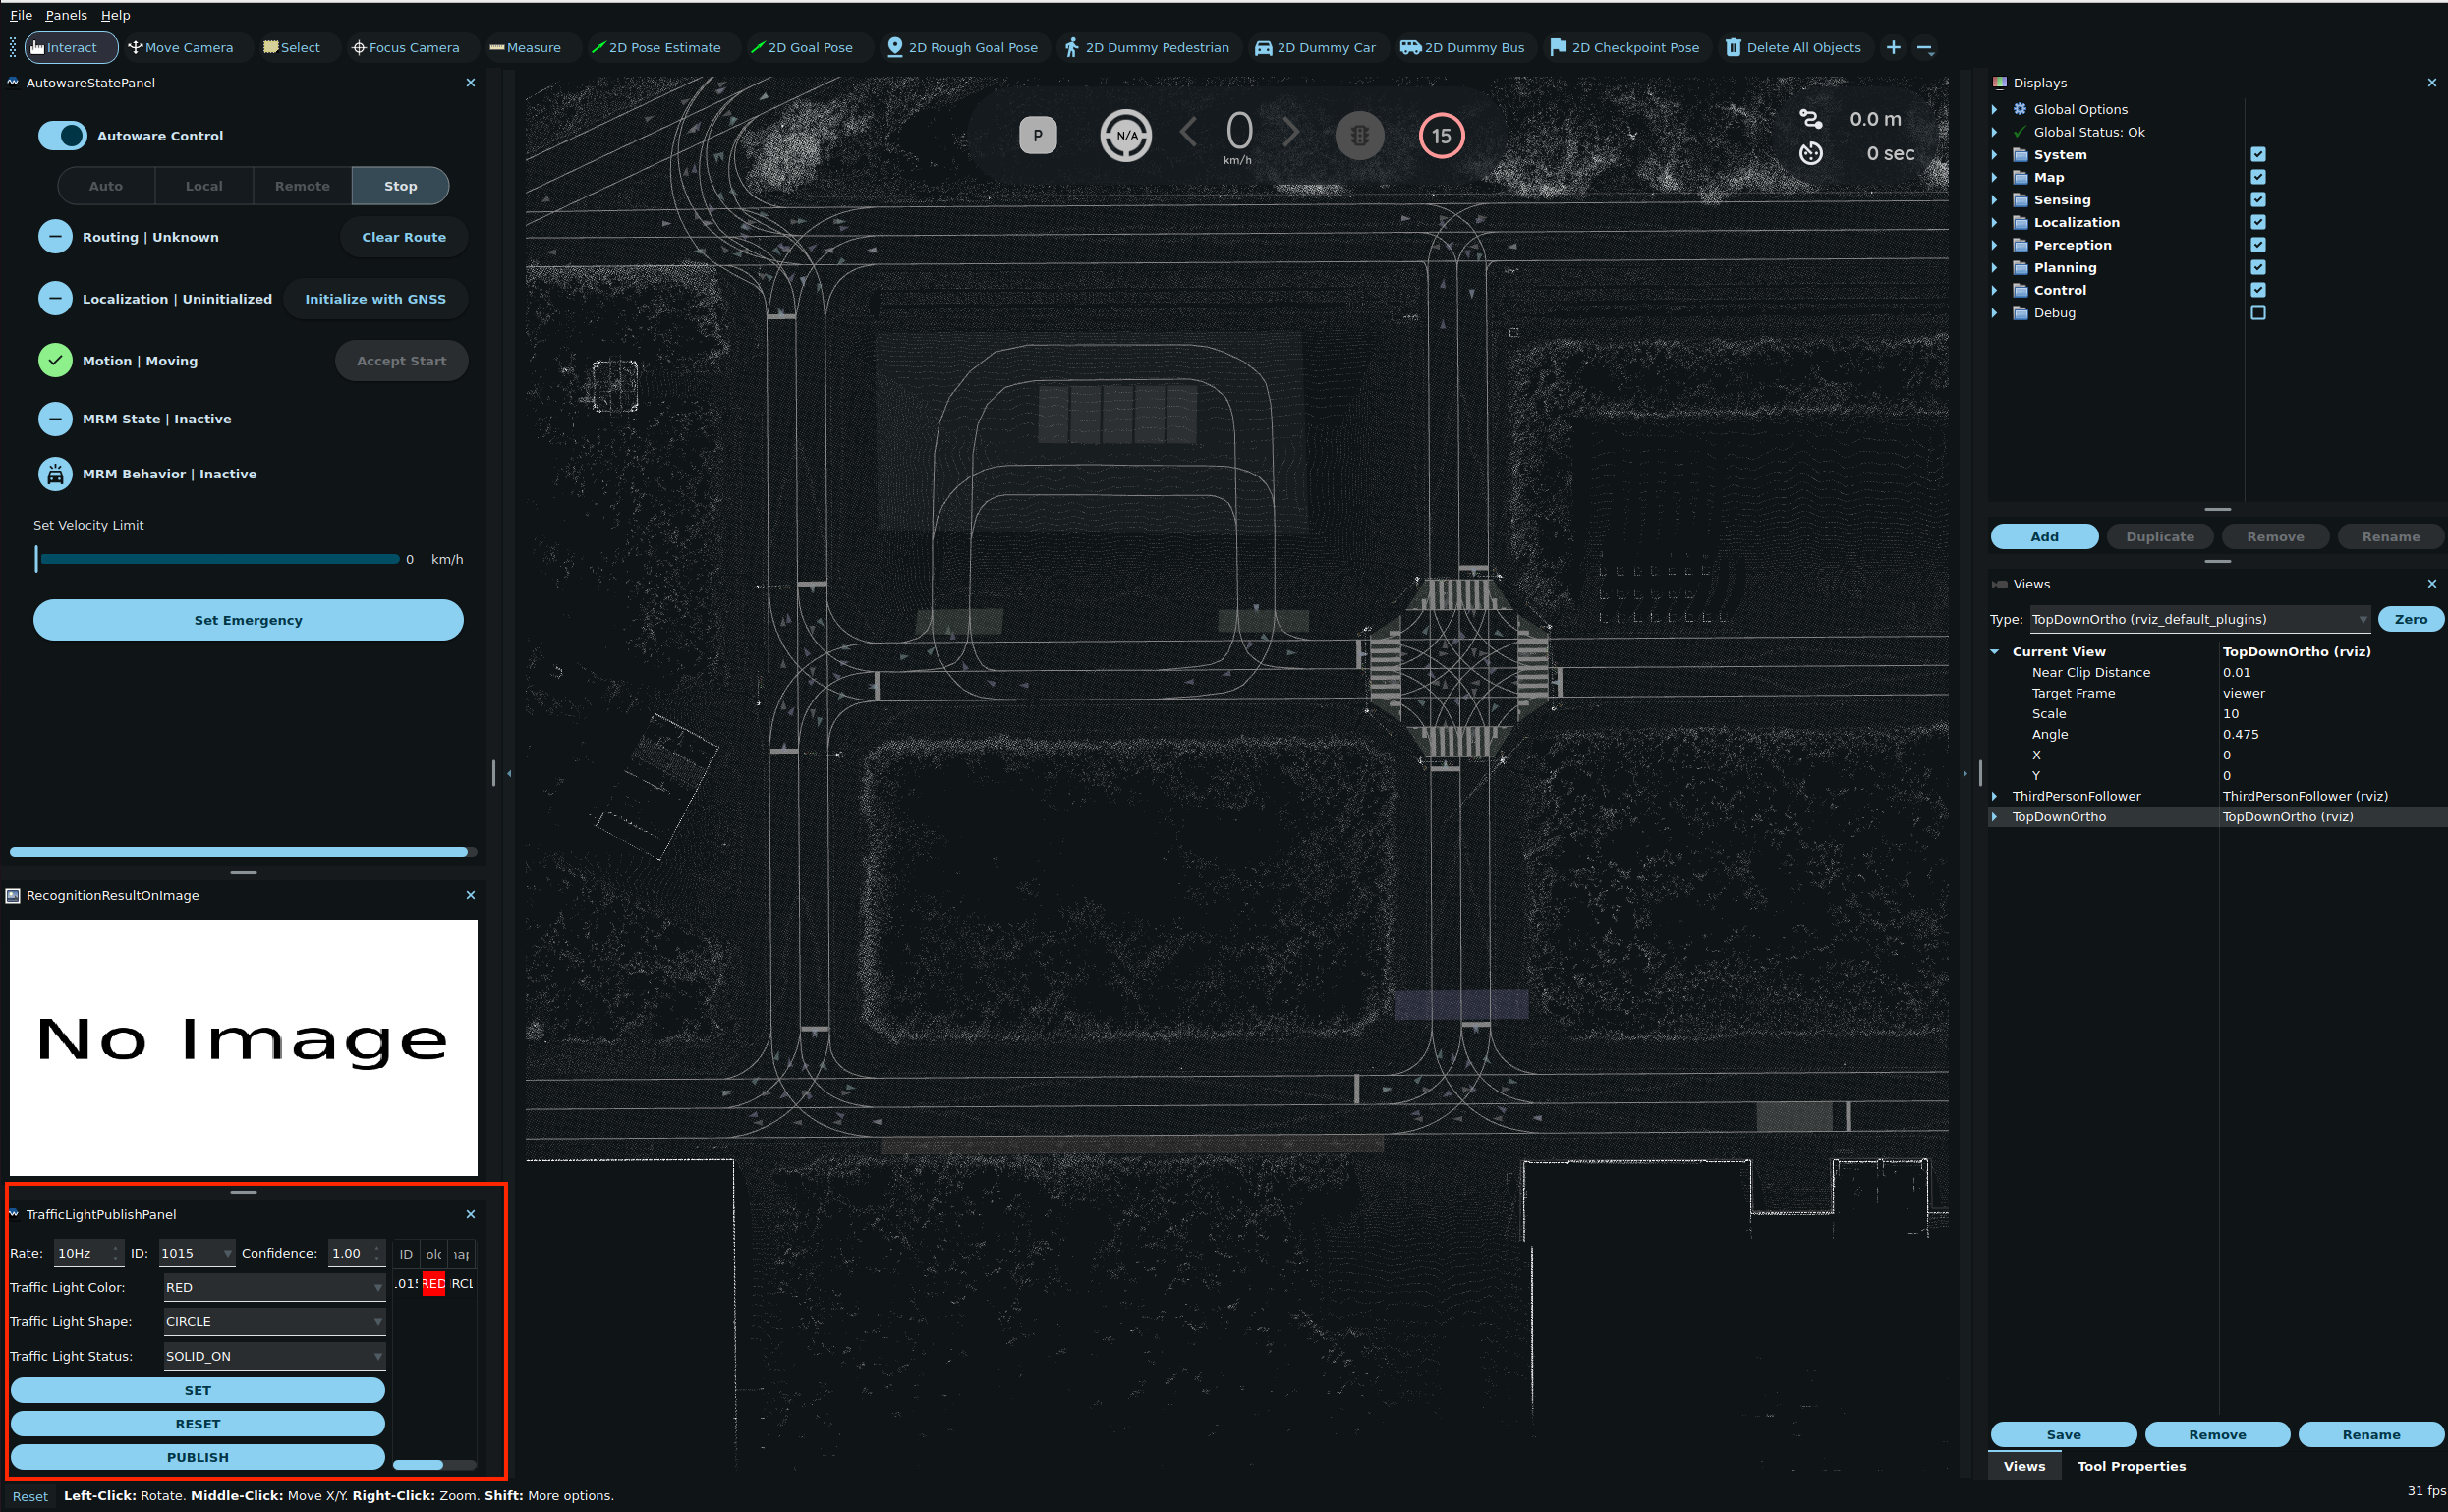 File Panels Help
Interact Move Camera Select Focus Camera Measure 2D Pose Estimate 2D Goal Pose 2D Rough Goal Pose 2D Dummy Pedestrian 2D Dummy Car 2D Dummy Bus 2D Checkpoint Pose Delete All Objects
AutowareStatePanel
Autoware Control
Auto Local Remote Stop
Routing | Unknown Clear Route
Localization | Uninitialized Initialize with GNSS
Motion | Moving Accept Start
MRM State | Inactive
MRM Behavior | Inactive
Set Velocity Limit
0 km/h
Set Emergency
RecognitionResultOnImage
No Image
TrafficLightPublishPanel
Rate: 10Hz ID: 1015 Confidence: 1.00
Traffic Light Color: RED
Traffic Light Shape: CIRCLE
Traffic Light Status: SOLID_ON
SET
RESET
PUBLISH
ID
RED
P N/A 0 15
km/h
0.0 m
0 sec
Displays
Global Options
Global Status: Ok
System
Map
Sensing
Localization
Perception
Planning
Control
Debug
Add Duplicate Remove Rename
Views
Type: TopDownOrtho (rviz_default_plugins) Zero
Current View TopDownOrtho (rviz)
Near Clip Distance 0.01
Target Frame viewer
Scale 10
Angle 0.475
X 0
Y 0
ThirdPersonFollower ThirdPersonFollower (rviz)
TopDownOrtho TopDownOrtho (rviz)
Save Remove Rename
Views Tool Properties
Reset Left-Click: Rotate. Middle-Click: Move X/Y. Right-Click: Zoom. Shift: More options.
31 fps